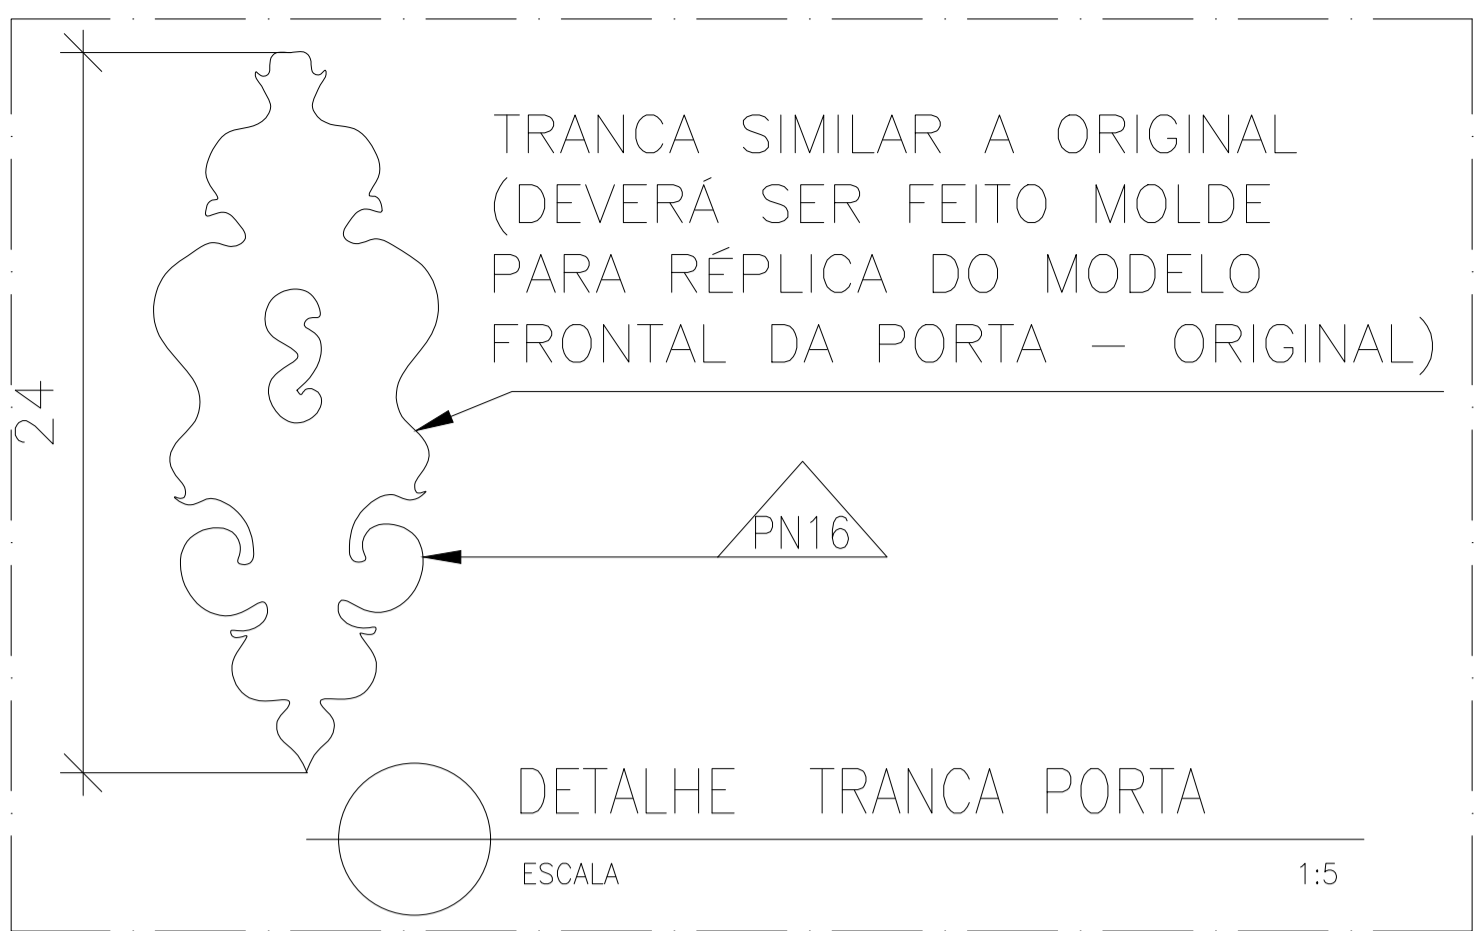 TRANCA SIMILAR A ORIGINAL
(DEVERÁ SER FEITO MOLDE
PARA RÉPLICA DO MODELO
FRONTAL DA PORTA – ORIGINAL)
24
PN16
DETALHE TRANCA PORTA
ESCALA 1:5